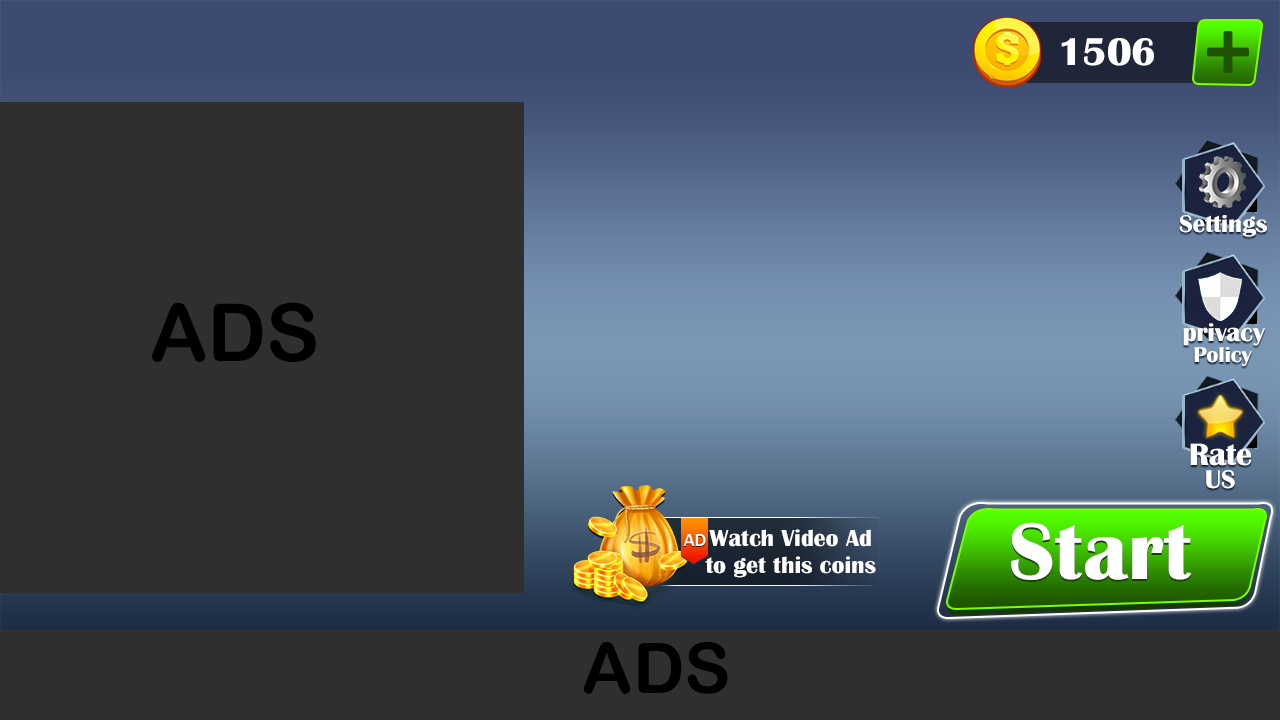 1506
Settings
privacy
Policy
ADS
Rate
US
AD
Watch Video Ad
to get this coins
Start
ADS